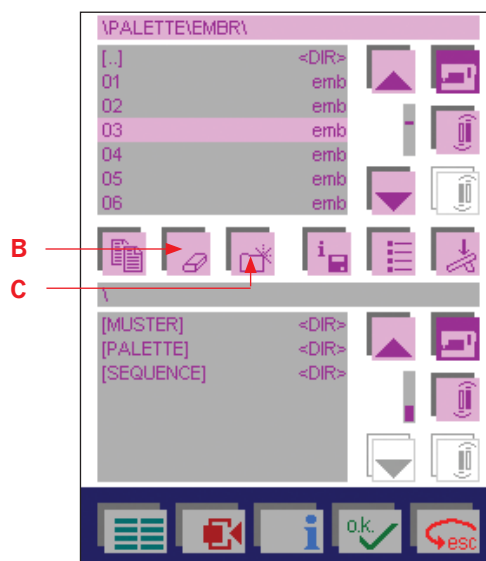 \PALETTE\EMBR\
[..] <DIR>
01 emb
02 emb
03 emb
04 emb
05 emb
06 emb
B
C
i
\
[MUSTER] <DIR>
[PALETTE] <DIR>
[SEQUENCE] <DIR>
i
o.k.
esc